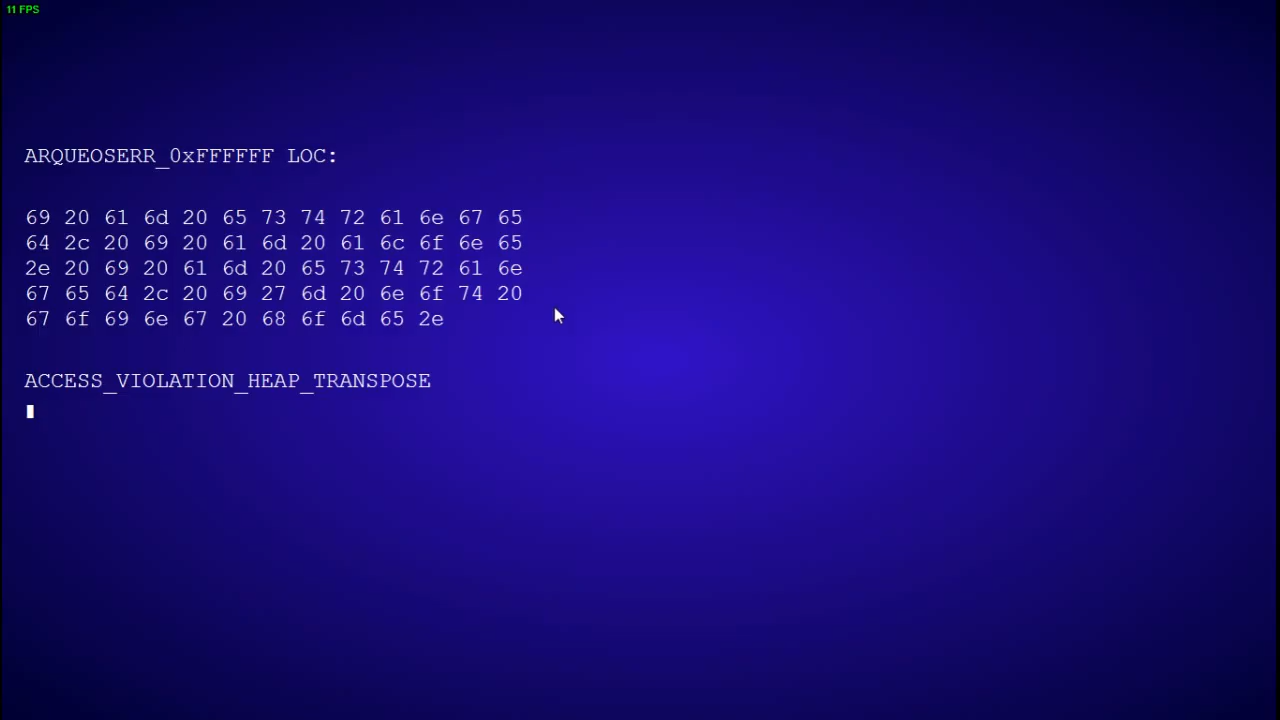 11 FPS
ARQUEOSERR_0xFFFFFF LOC:
69 20 61 6d 20 65 73 74 72 61 6e 67 65
64 2c 20 69 20 61 6d 20 61 6c 6f 6e 65
2e 20 69 20 61 6d 20 65 73 74 72 61 6e
67 65 64 2c 20 69 27 6d 20 6e 6f 74 20
67 6f 69 6e 67 20 68 6f 6d 65 2e
ACCESS_VIOLATION_HEAP_TRANSPOSE